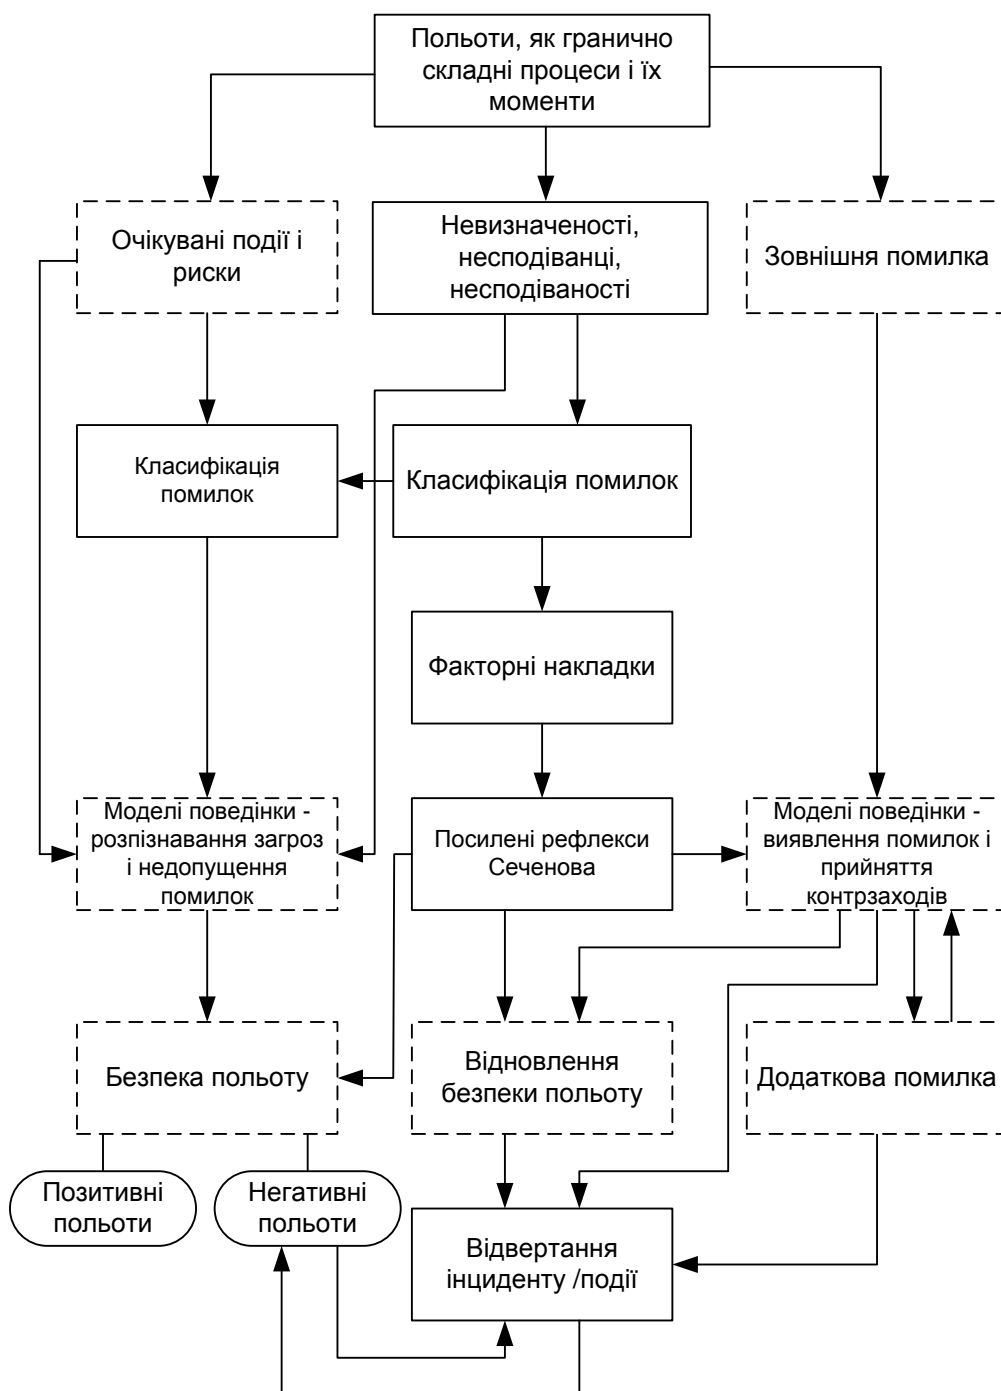 Польоти, як гранично
складні процеси і їх
моменти
Очікувані події і
риски
Невизначеності,
несподіванці,
несподіваності
Зовнішня помилка
Класифікація
помилок
Класифікація помилок
Факторні накладки
Моделі поведінки -
розпізнавання загроз
і недопущення
помилок
Посилені рефлекси
Сеченова
Моделі поведінки -
виявлення помилок і
прийняття
контрзаходів
Безпека польоту
Відновлення
безпеки польоту
Додаткова помилка
Позитивні
польоти
Негативні
польоти
Відвертання
інциденту /події